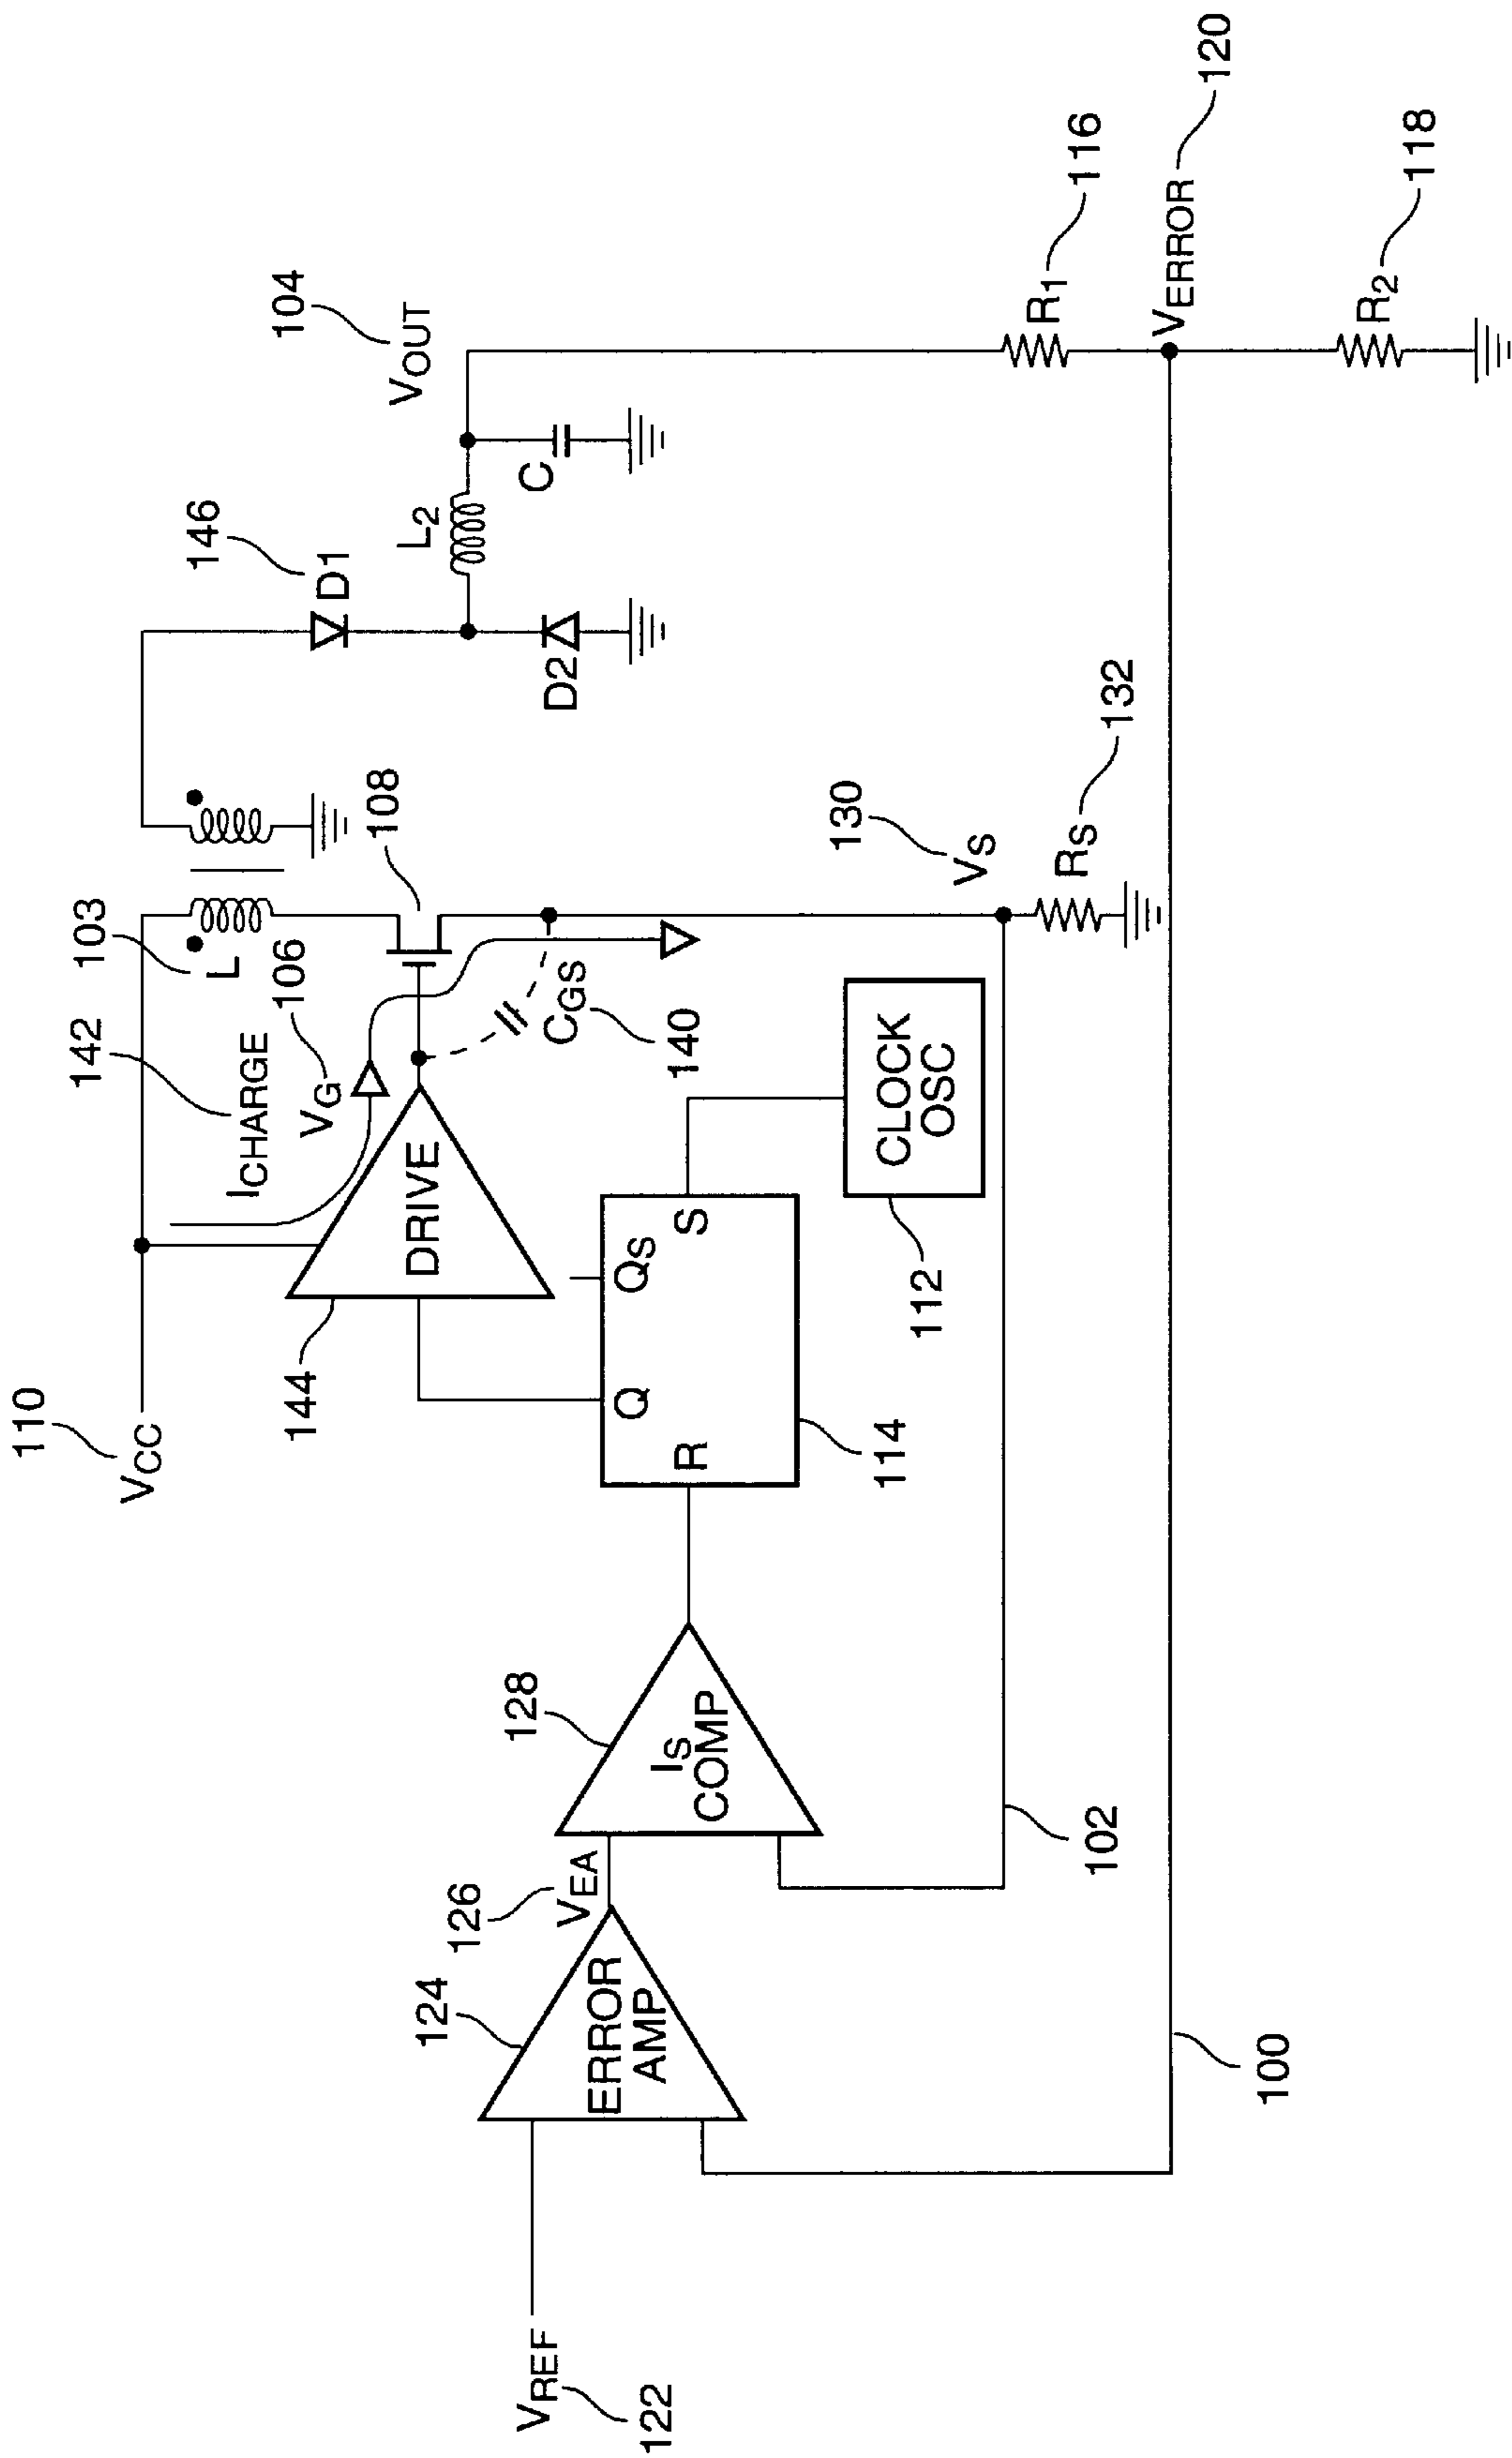 110
VCC
142
ICHARGE
103
L
106
VG
108
146
D1
104
VOUT
L2
C
D2
144
DRIVE
CGS
140
130
VS
RS
132
R1
116
VERROR
120
R2
118
124
ERROR
AMP
126
VEA
128
IS
COMP
Q
QS
R
S
114
112
CLOCK
OSC
VREF
122
102
100